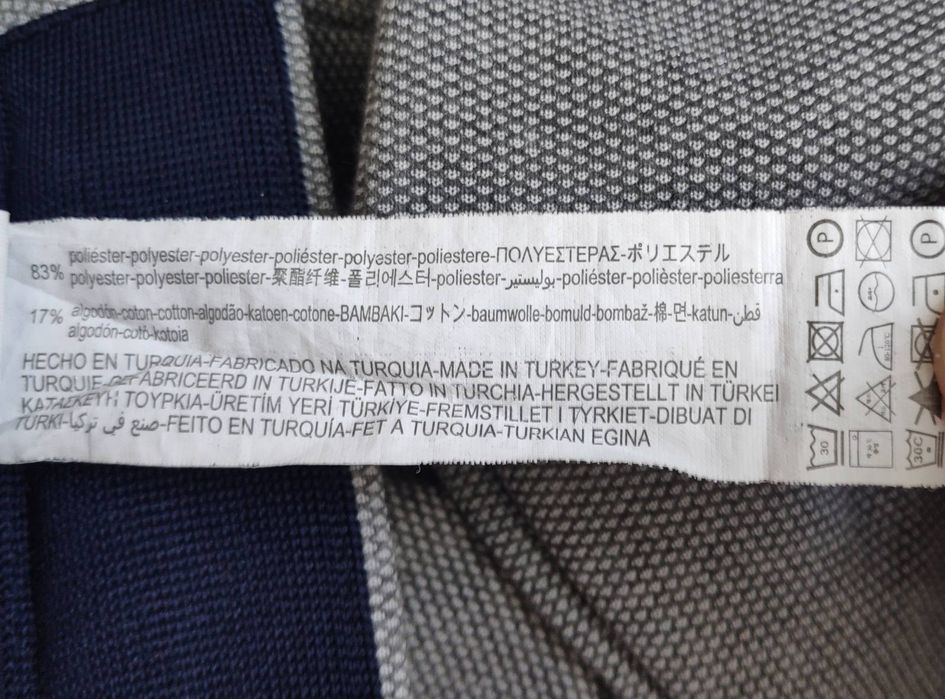 83% poliéster-polyester-polyester-poliéster-polyester-poliestere-ΠΟΛΥΕΣΤΕΡΑΣ-ポリエステル
polyester-polyester-poliester-聚酯纤维-폴리에스터-poliester-بوليستير-poliéster-polièster-poliesterra
17% algodón-coton-cotton-algodão-katoen-cotone-BAMBAKI-コットン-baumwolle-bomuld-bombaž-棉-면-katun-قطن
algodón-cotó-kotoia
HECHO EN TURQUIA-FABRICADO NA TURQUIA-MADE IN TURKEY-FABRIQUÉ EN
TURQUIE-GEFABRICEERD IN TURKIJE-FATTO IN TURCHIA-HERGESTELLT IN TÜRKEI
ΚΑΤΑΣΚΕΥΗ ΤΟΥΡΚΙΑ-ÜRETİM YERİ TÜRKİYE-FREMSTILLET I TYRKIET-DIBUAT DI
TURKI-صنع في تركيا-FEITO EN TURQUÍA-FET A TURQUIA-TURKIAN EGINA
P
P
30
30C